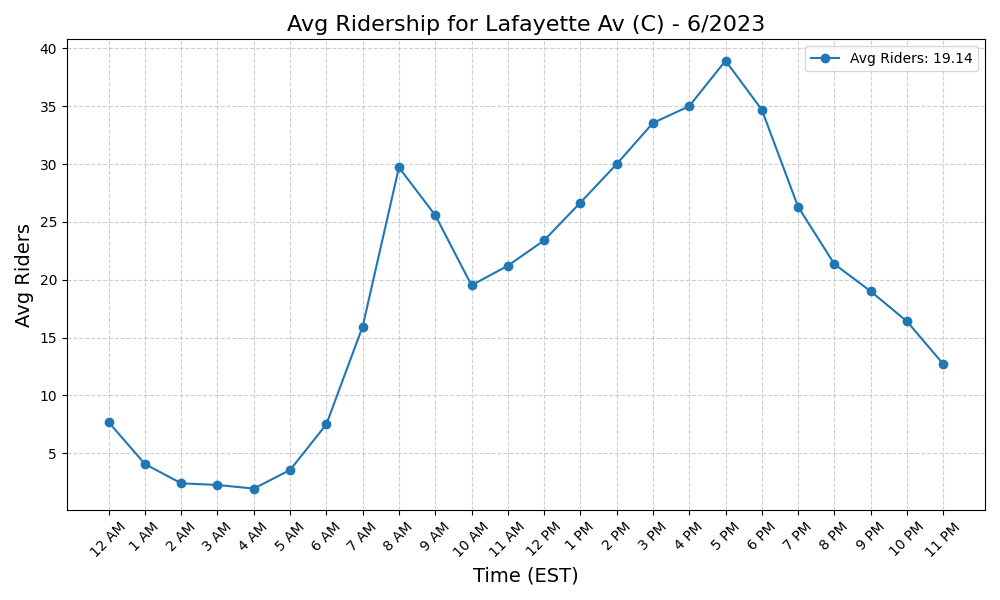 Avg Ridership for Lafayette Av (C) - 6/2023
Avg Riders: 19.14
Avg Riders
40
35
30
25
20
15
10
5
12 AM
1 AM
2 AM
3 AM
4 AM
5 AM
6 AM
7 AM
8 AM
9 AM
10 AM
11 AM
12 PM
1 PM
2 PM
3 PM
4 PM
5 PM
6 PM
7 PM
8 PM
9 PM
10 PM
11 PM
Time (EST)